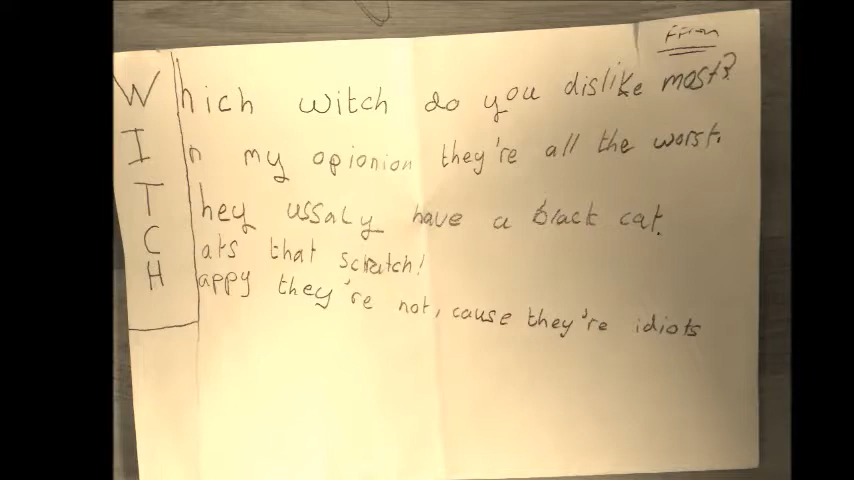 Which witch do you dislike most?
In my opionion they're all the worst.
They ussaly have a black cat.
Cats that scratch!
Happy they're not, cause they're idiots